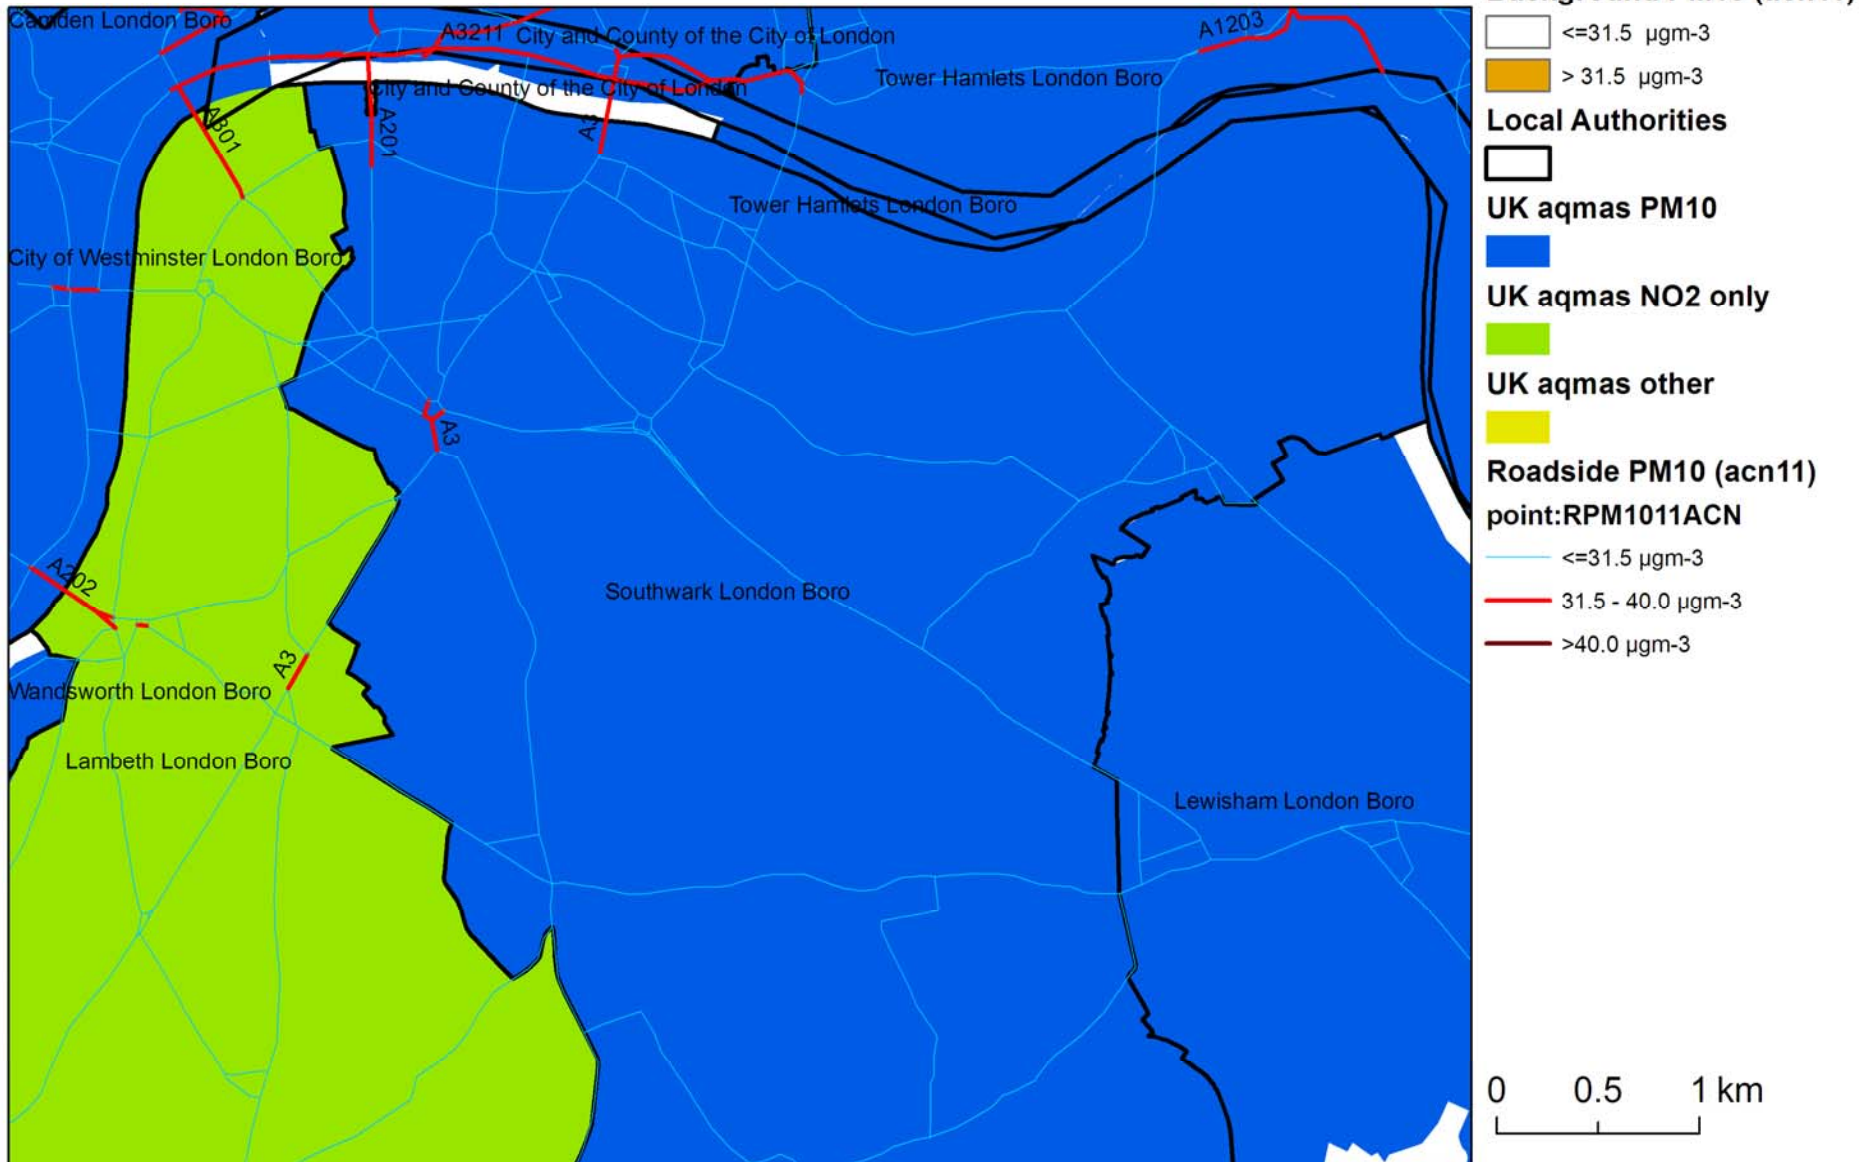 Camden London Boro
A3211
City and County of the City of London
A1203
Tower Hamlets London Boro
City and County of the City of London
A301
A201
A3
Tower Hamlets London Boro
City of Westminster London Boro
A3
A202
Southwark London Boro
A3
Wandsworth London Boro
Lambeth London Boro
Lewisham London Boro
<=31.5 µgm-3
> 31.5 µgm-3
Local Authorities
UK aqmas PM10
UK aqmas NO2 only
UK aqmas other
Roadside PM10 (acn11)
point:RPM1011ACN
<=31.5 µgm-3
31.5 - 40.0 µgm-3
>40.0 µgm-3
0 0.5 1 km